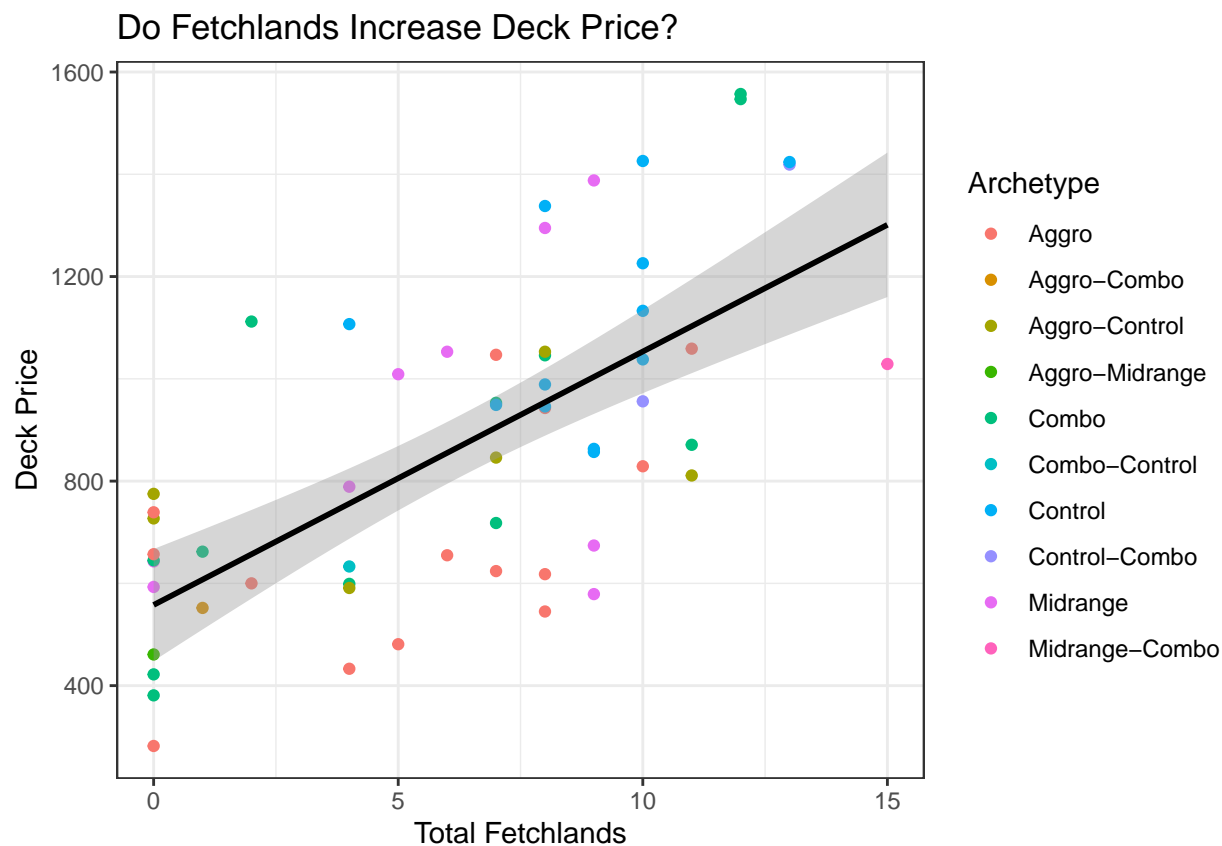 Do Fetchlands Increase Deck Price?
1600
1200
800
400
Deck Price
0 5 10 15
Total Fetchlands
Archetype
Aggro
Aggro−Combo
Aggro−Control
Aggro−Midrange
Combo
Combo−Control
Control
Control−Combo
Midrange
Midrange−Combo